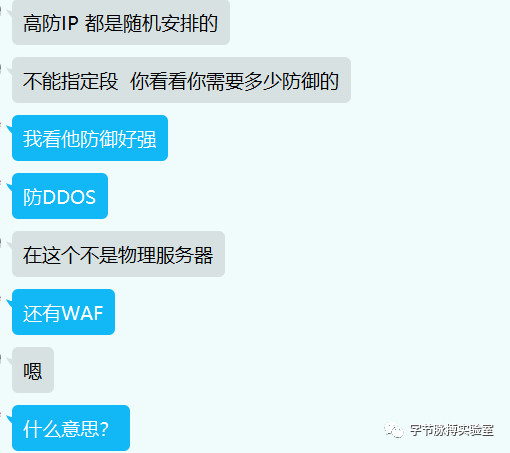 高防IP 都是随机安排的
不能指定段  你看看你需要多少防御的
我看他防御好强
防DDOS
在这个不是物理服务器
还有WAF
嗯
什么意思？
字节脉搏实验室